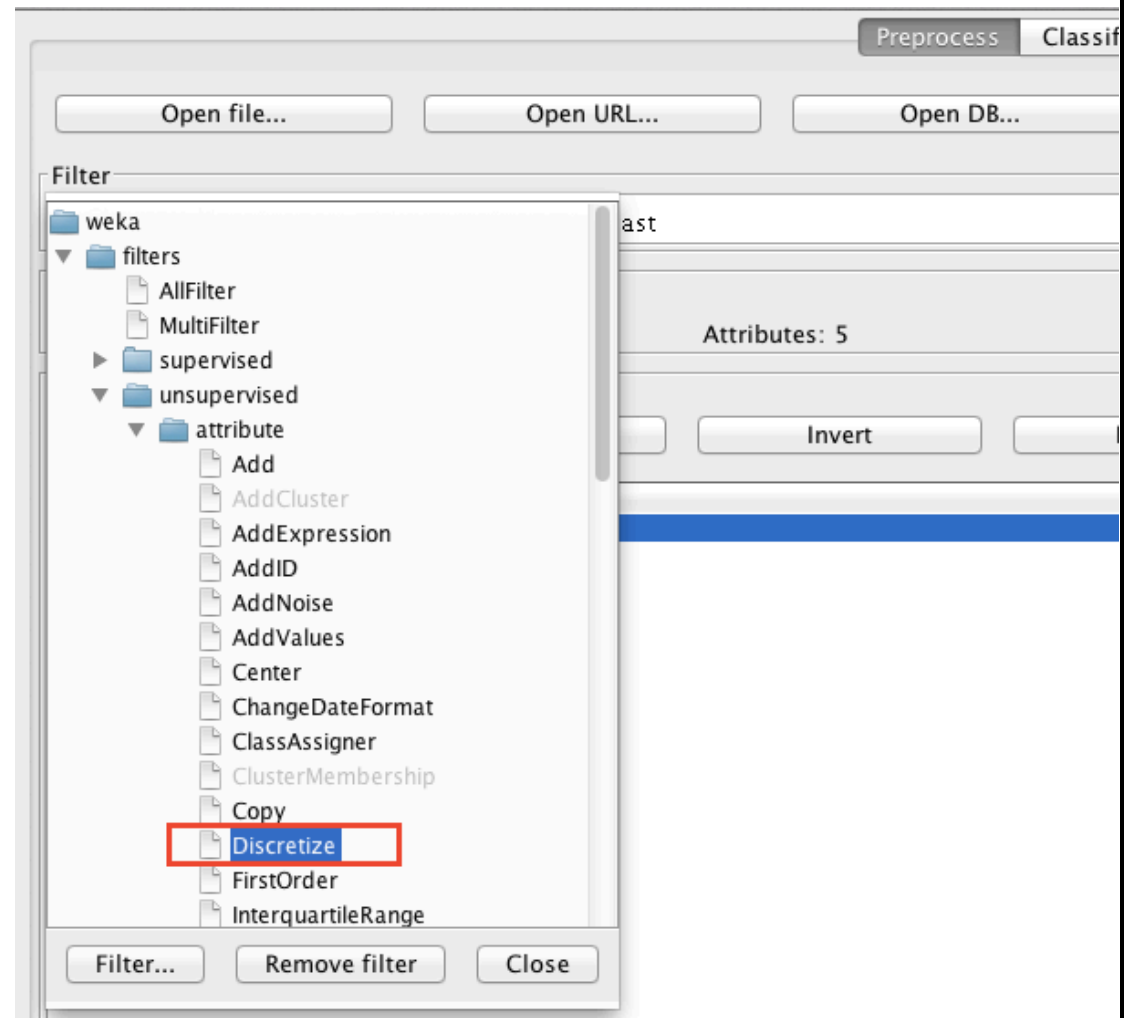 Preprocess Classif
Open file... Open URL... Open DB...
Filter
weka
ast
filters
AllFilter
MultiFilter
Attributes: 5
supervised
unsupervised
attribute
Invert
Add
AddCluster
AddExpression
AddID
AddNoise
AddValues
Center
ChangeDateFormat
ClassAssigner
ClusterMembership
Copy
Discretize
FirstOrder
InterquartileRange
Filter... Remove filter Close